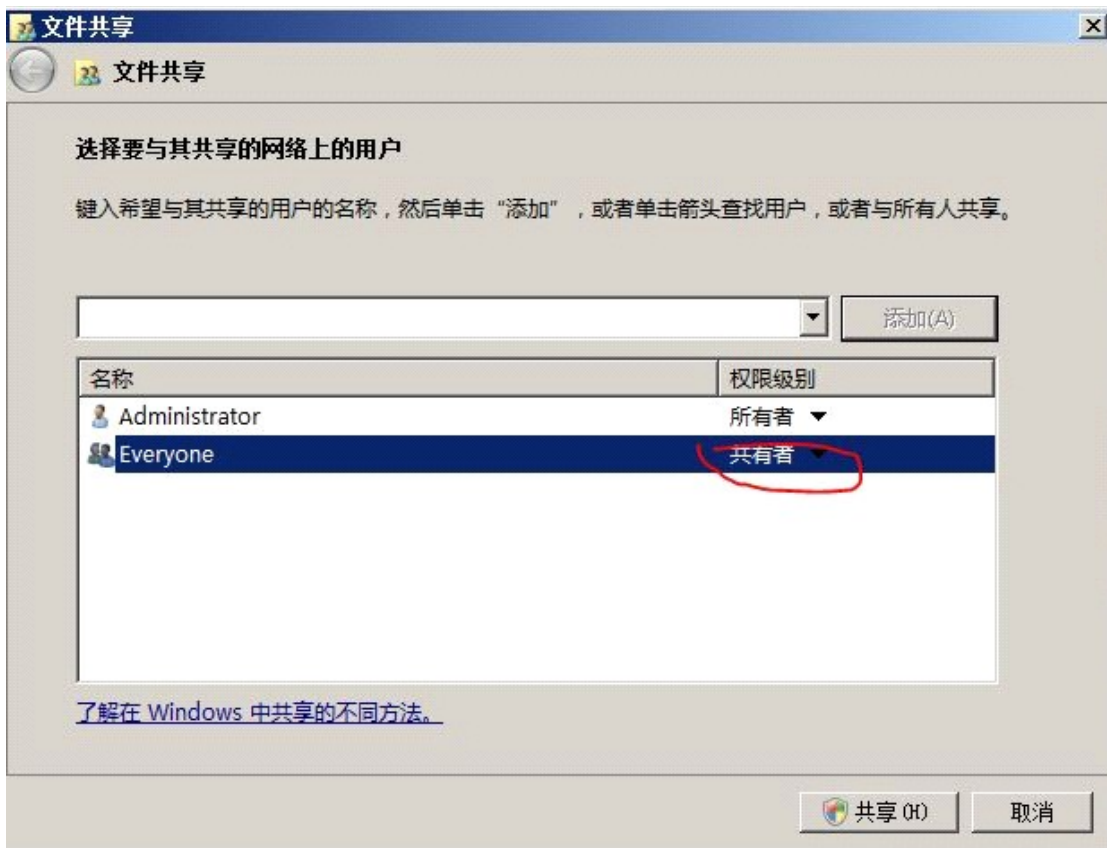 文件共享
文件共享
选择要与其共享的网络上的用户
键入希望与其共享的用户的名称，然后单击“添加”，或者单击箭头查找用户，或者与所有人共享。
添加(A)
名称 权限级别
Administrator 所有者
Everyone 共有者
了解在 Windows 中共享的不同方法。
共享(H) 取消